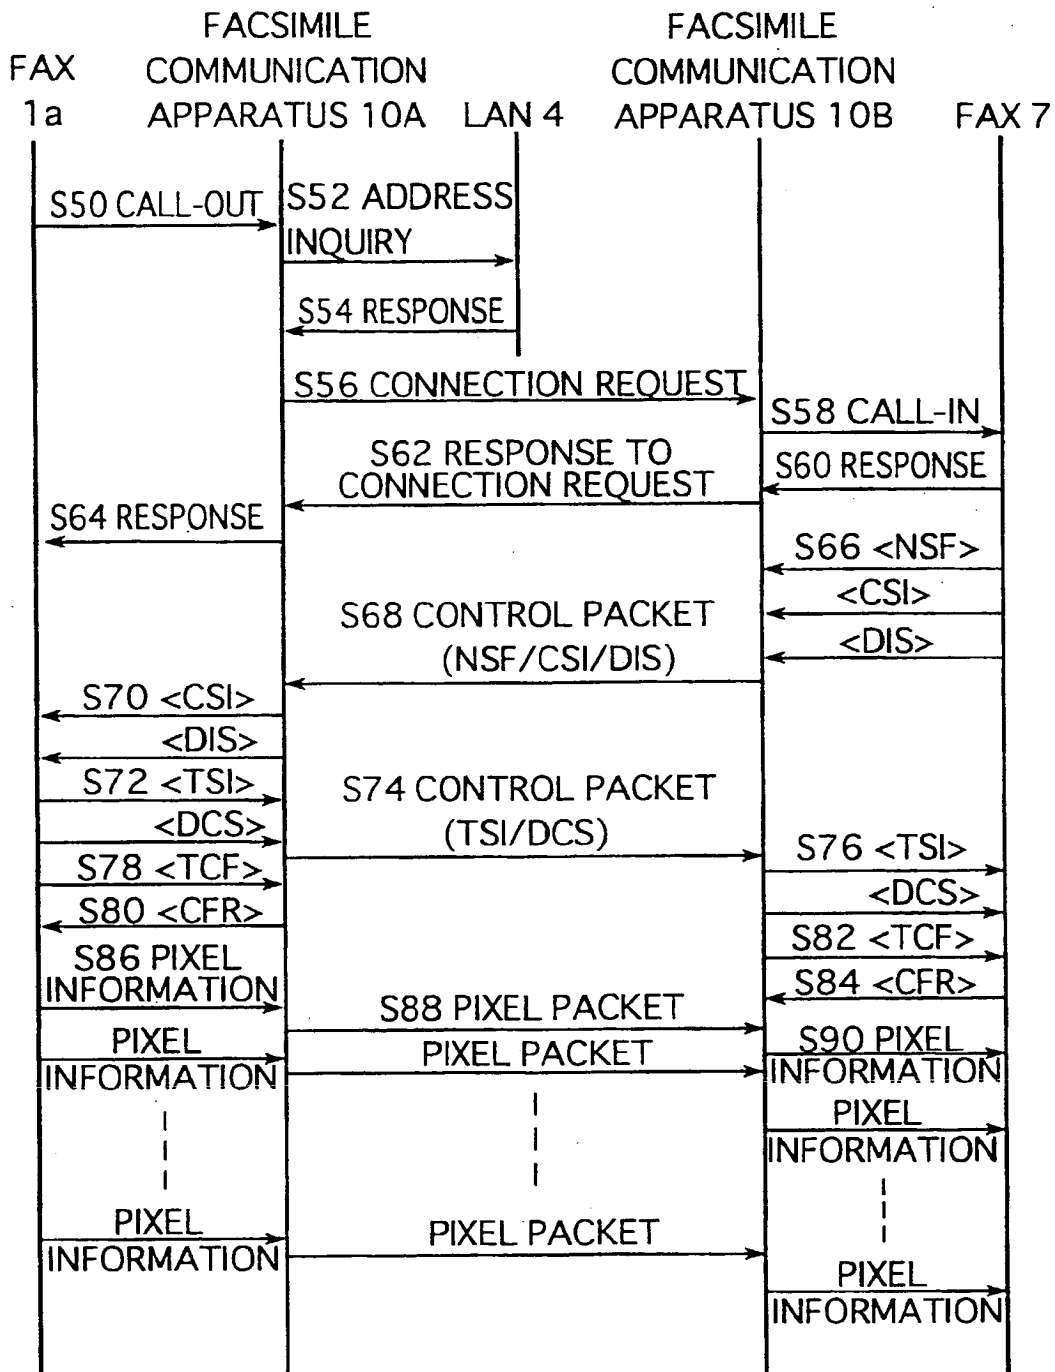 FACSIMILE
FACSIMILE
FAX
COMMUNICATION
COMMUNICATION
1a
APPARATUS 10A
LAN 4
APPARATUS 10B
FAX 7
S50 CALL-OUT
S52 ADDRESS
INQUIRY
S54 RESPONSE
S56 CONNECTION REQUEST
S58 CALL-IN
S62 RESPONSE TO
CONNECTION REQUEST
S60 RESPONSE
S64 RESPONSE
S66 <NSF>
<CSI>
S68 CONTROL PACKET
(NSF/CSI/DIS)
<DIS>
S70 <CSI>
<DIS>
S72 <TSI>
S74 CONTROL PACKET
(TSI/DCS)
<DCS>
S76 <TSI>
S78 <TCF>
<DCS>
S80 <CFR>
S82 <TCF>
S86 PIXEL
INFORMATION
S84 <CFR>
S88 PIXEL PACKET
PIXEL
INFORMATION
PIXEL PACKET
S90 PIXEL
INFORMATION
PIXEL
INFORMATION
PIXEL
INFORMATION
PIXEL PACKET
PIXEL
INFORMATION